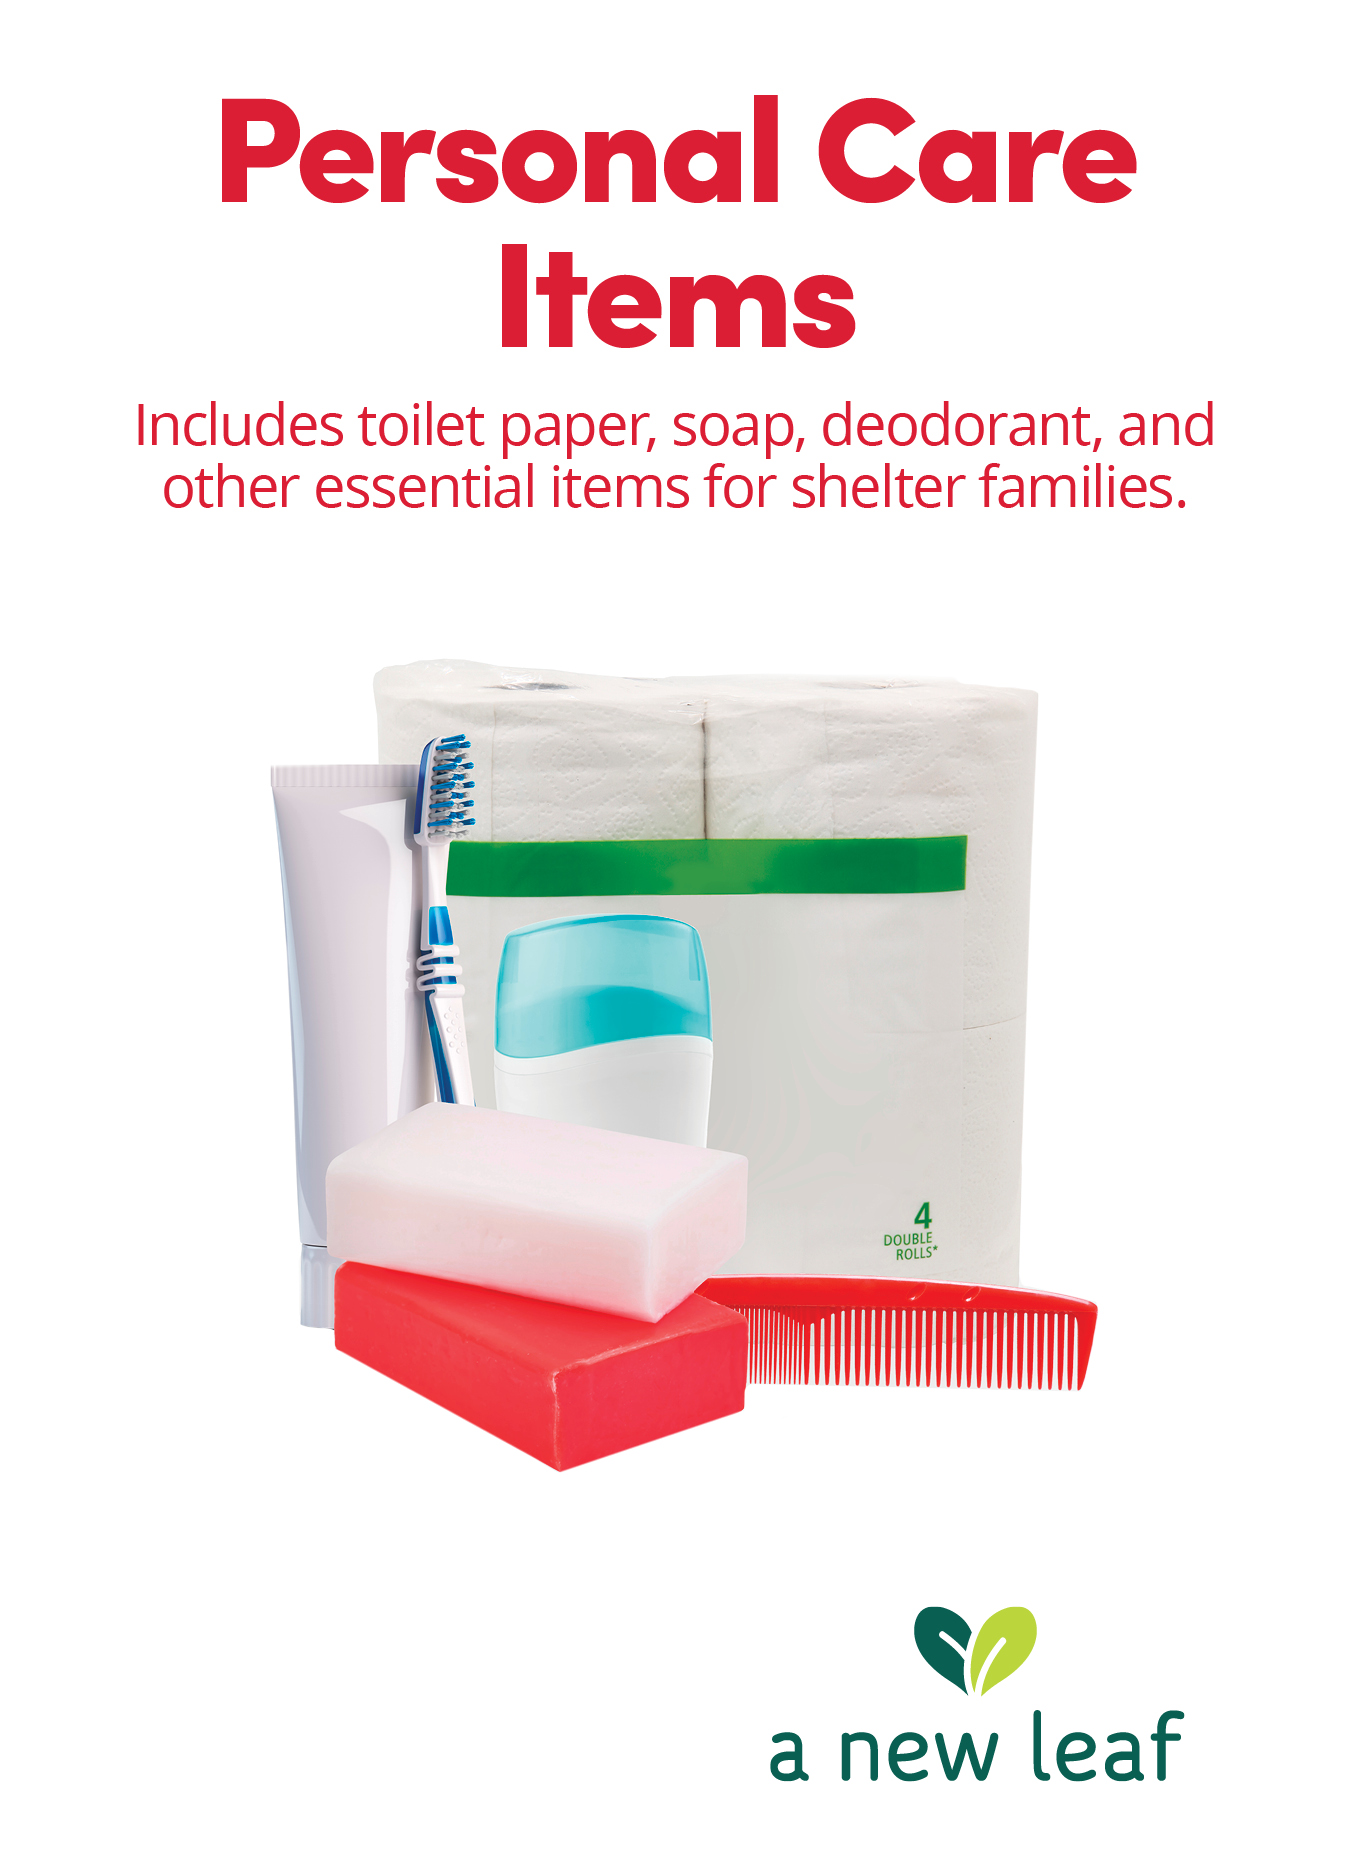 Personal Care
Items
Includes toilet paper, soap, deodorant, and
other essential items for shelter families.
4
DOUBLE
ROLLS*
a new leaf